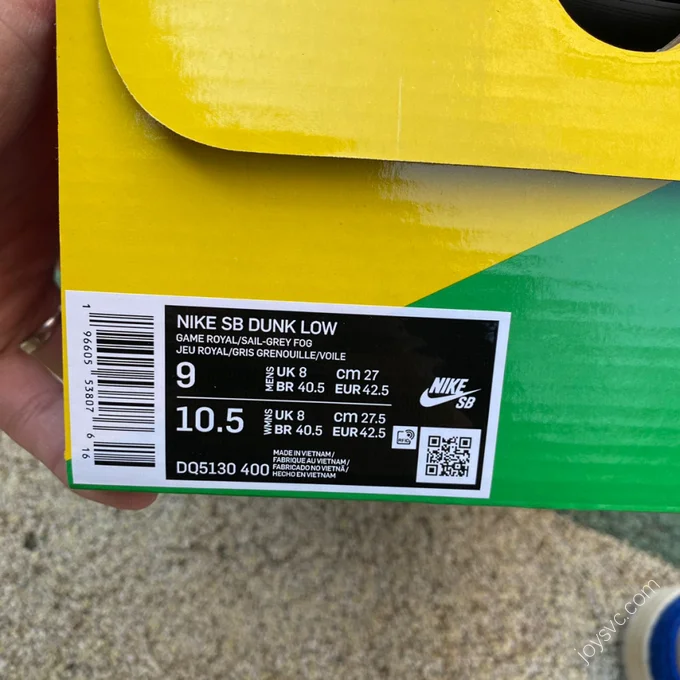 NIKE SB DUNK LOW
GAME ROYAL/SAIL-GREY FOG
JEU ROYAL/GRIS GRENOUILLE/VOILE
9 MENS UK 8 cm 27
BR 40.5 EUR 42.5
10.5 WMNS UK 8 cm 27.5
BR 40.5 EUR 42.5
MADE IN VIETNAM /
FABRIQUE AU VIETNAM /
FABRICADO NO VIETNÃ /
HECHO EN VIETNAM
DQ5130 400
NIKE
SB
RFID
1 96605 53807 6 16
joysvc.com